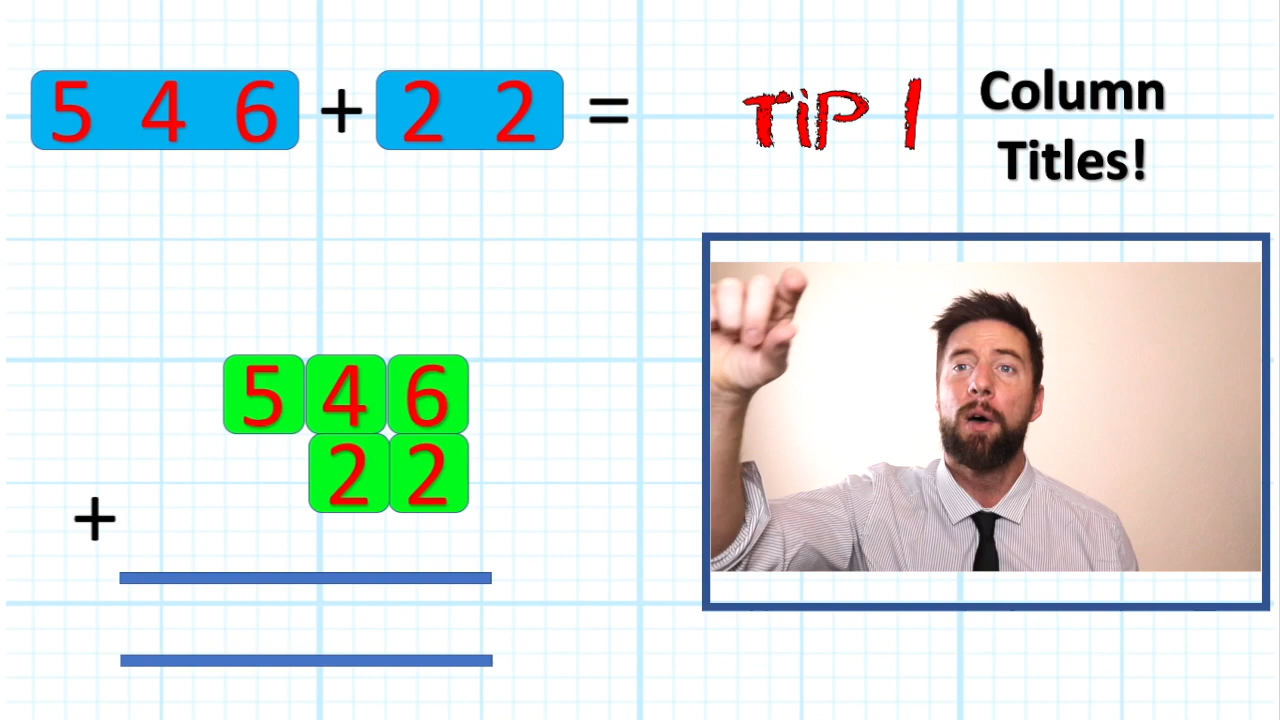 5 4 6 + 2 2 =
TiP 1
Column
Titles!
5 4 6
2 2
+